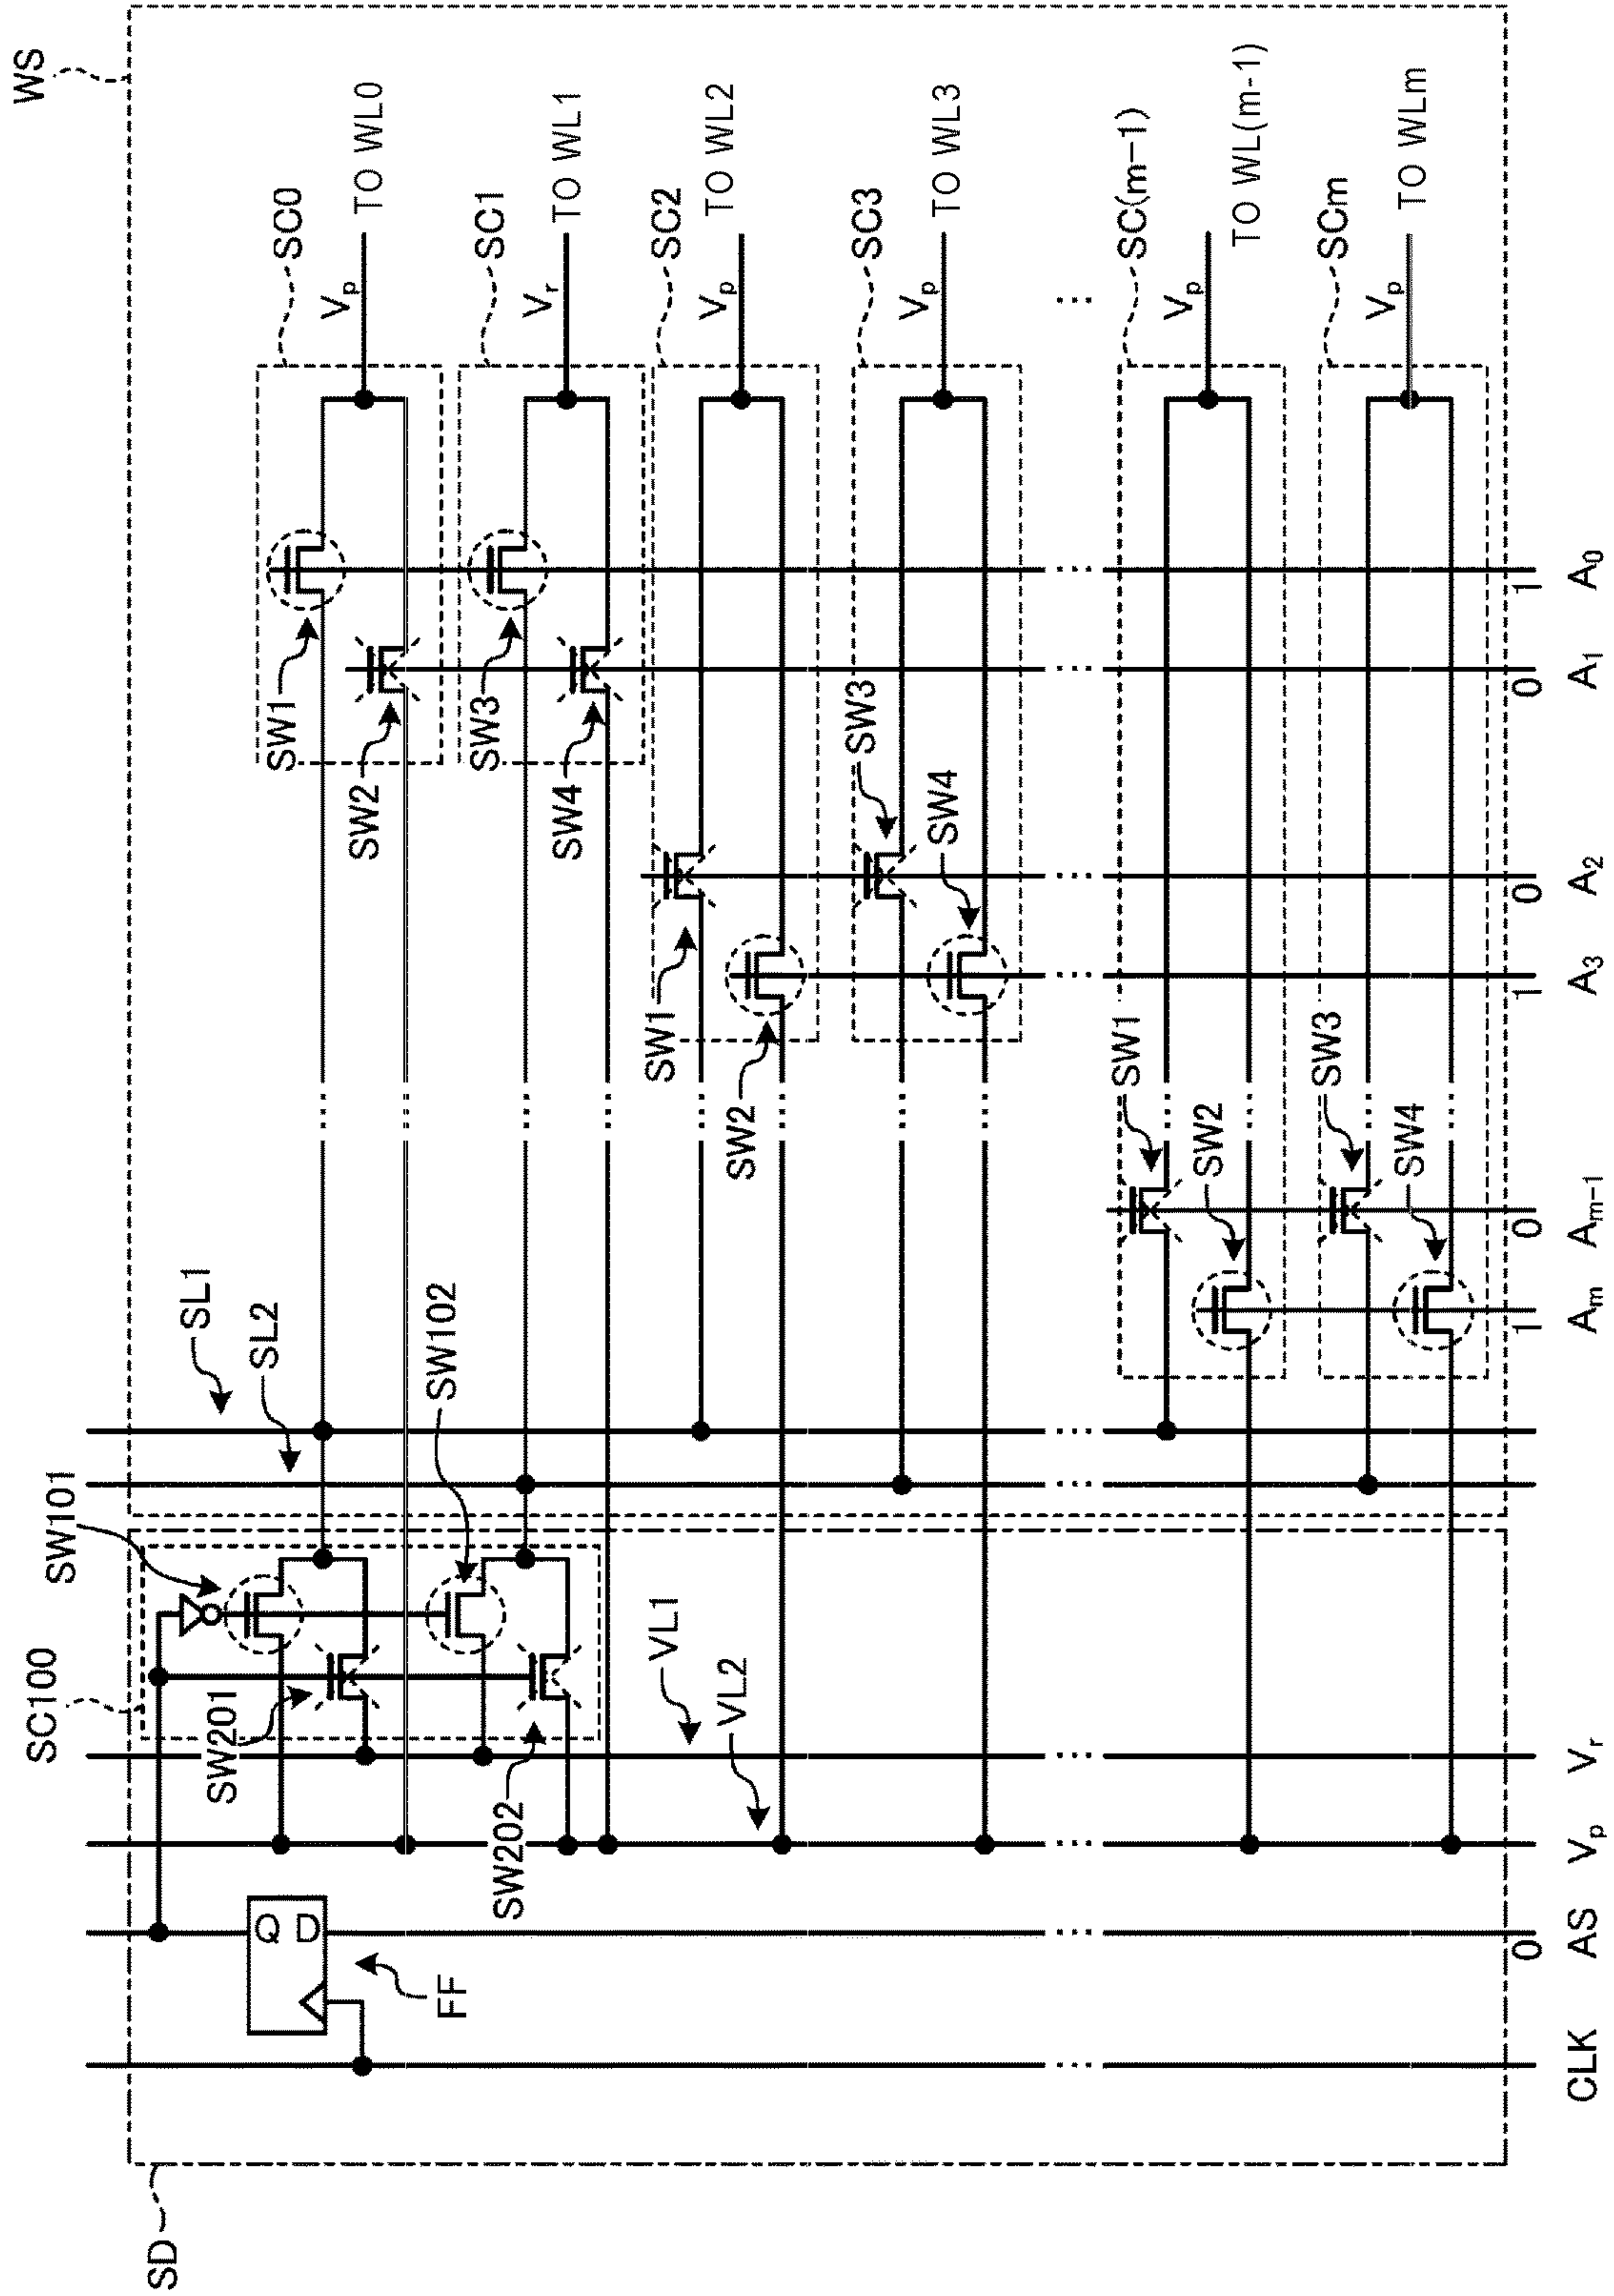 WS
SC0
TO WL0
Vp
SW1
SW2
SC1
TO WL1
Vr
SW3
SW4
SC2
TO WL2
Vp
SW1
SW2
SC3
TO WL3
Vp
SW3
SW4
...
SC(m−1)
TO WL(m-1)
Vp
SW1
SW2
SCm
TO WLm
Vp
SW3
SW4
1 A0
0 A1
0 A2
1 A3
0 Am−1
1 Am
SL1
SL2
SW101
SW102
SC100
SW201
SW202
VL1
VL2
Vr
Vp
Q D
FF
0 AS
CLK
SD